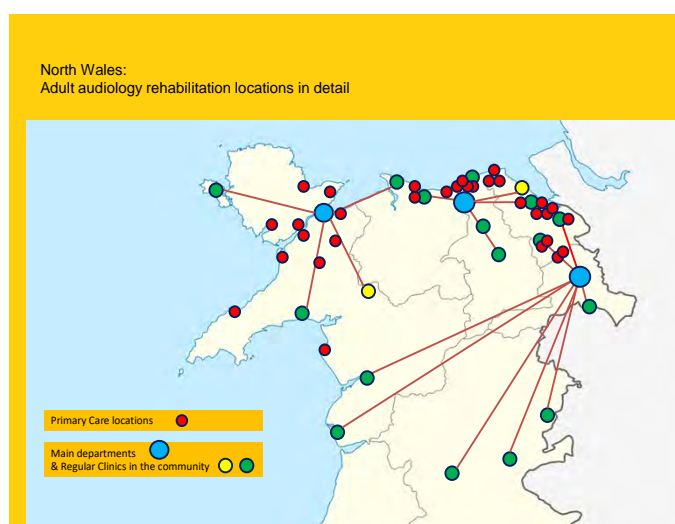 North Wales:
Adult audiology rehabilitation locations in detail
Primary Care locations
Main departments
& Regular Clinics in the community